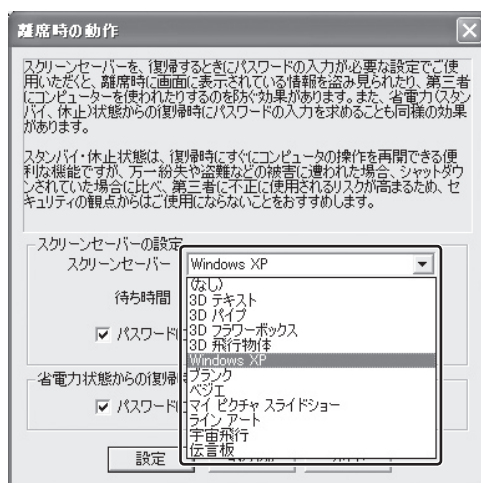 離席時の動作
スクリーンセーバーを、復帰するときにパスワードの入力が必要な設定でご使
用いただくと、離席時に画面に表示されている情報を盗み見られたり、第三者
にコンピューターを使われたりするのを防ぐ効果があります。また、省電力(スタン
バイ、休止)状態からの復帰時にパスワードの入力を求めることも同様の効果
があります。
スタンバイ・休止状態は、復帰時にすぐにコンピュータの操作を再開できる便
利な機能ですが、万一紛失や盗難などの被害に遭われた場合、シャットダウ
ンされていた場合に比べ、第三者に不正に使用されるリスクが高まるため、セ
キュリティの観点からはご使用にならないことをおすすめします。
スクリーンセーバーの設定
スクリーンセーバー Windows XP
(なし)
待ち時間 3D テキスト
3D パイプ
パスワード 3D フラワーボックス
3D 飛行物体
Windows XP
省電力状態からの復帰 ブランク
ベジエ
パスワード マイ ピクチャ スライドショー
ライン アート
宇宙飛行
設定 伝言板